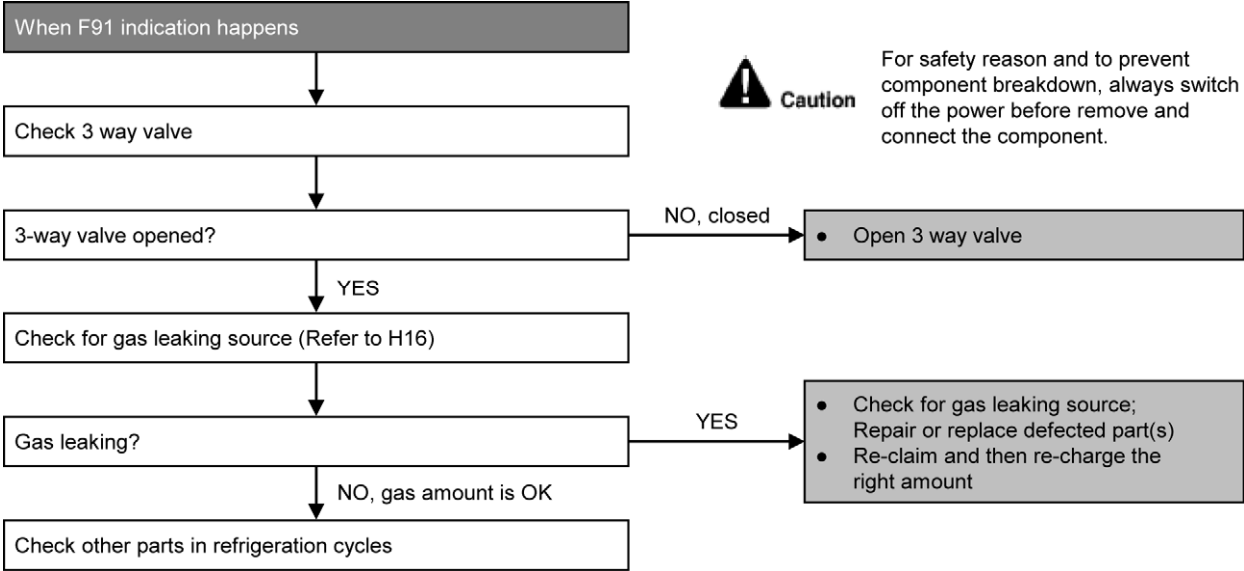 When F91 indication happens
Caution
For safety reason and to prevent
component breakdown, always switch
off the power before remove and
connect the component.
Check 3 way valve
3-way valve opened?
NO, closed
● Open 3 way valve
YES
Check for gas leaking source (Refer to H16)
Gas leaking?
YES
● Check for gas leaking source;
Repair or replace defected part(s)
● Re-claim and then re-charge the
right amount
NO, gas amount is OK
Check other parts in refrigeration cycles